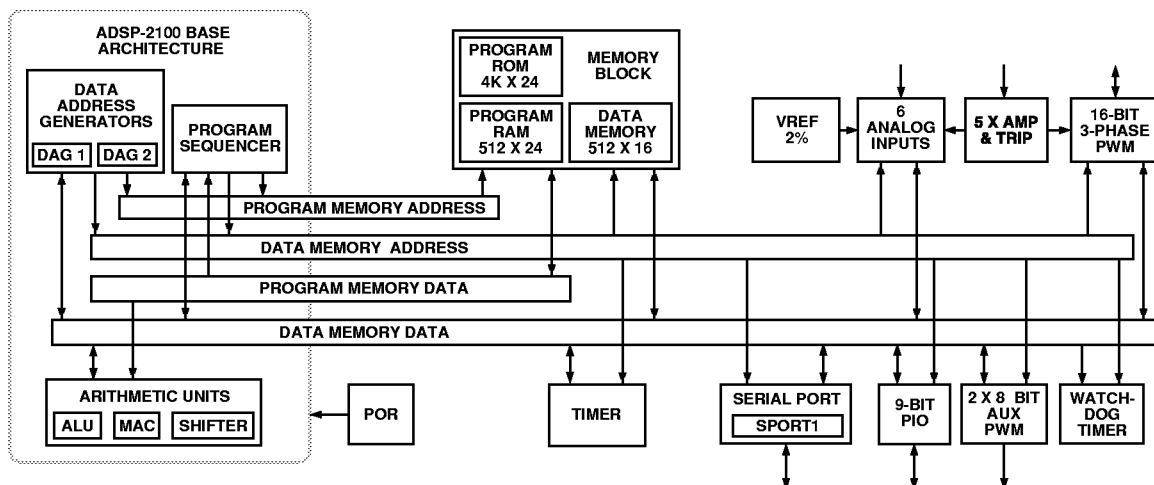 ADSP-2100 BASE
ARCHITECTURE
DATA
ADDRESS
GENERATORS
DAG 1
DAG 2
PROGRAM
SEQUENCER
PROGRAM
ROM
4K X 24
MEMORY
BLOCK
PROGRAM
RAM
512 X 24
DATA
MEMORY
512 X 16
VREF
2%
6
ANALOG
INPUTS
5 X AMP
& TRIP
16-BIT
3-PHASE
PWM
PROGRAM MEMORY ADDRESS
DATA MEMORY ADDRESS
PROGRAM MEMORY DATA
DATA MEMORY DATA
ARITHMETIC UNITS
ALU
MAC
SHIFTER
POR
TIMER
SERIAL PORT
SPORT1
9-BIT
PIO
2 X 8 BIT
AUX
PWM
WATCH-
DOG
TIMER